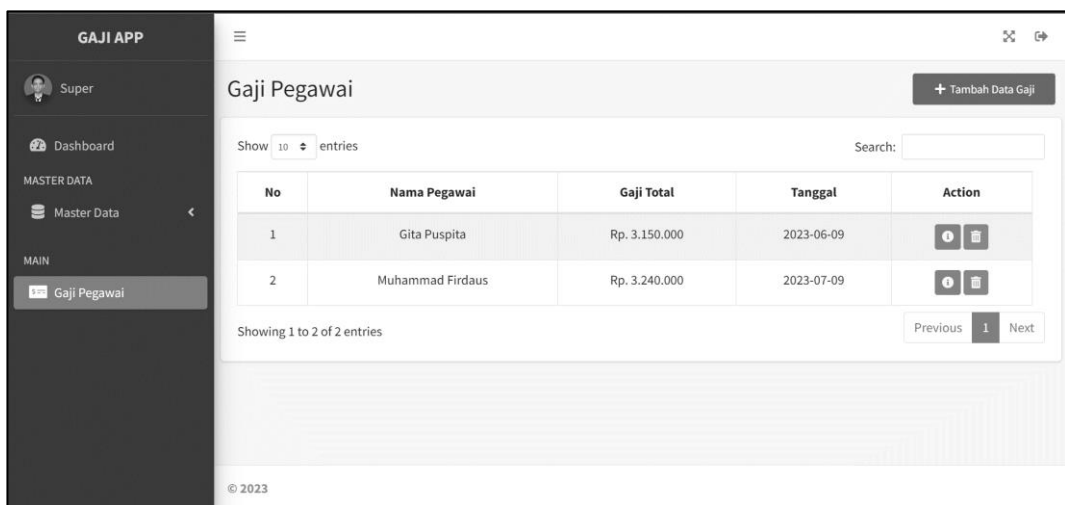 GAJI APP
Super
Dashboard
MASTER DATA
Master Data
MAIN
Gaji Pegawai
Gaji Pegawai
+ Tambah Data Gaji
Show 10 entries
Search:
No Nama Pegawai Gaji Total Tanggal Action
1 Gita Puspita Rp. 3.150.000 2023-06-09
2 Muhammad Firdaus Rp. 3.240.000 2023-07-09
Showing 1 to 2 of 2 entries
Previous 1 Next
© 2023